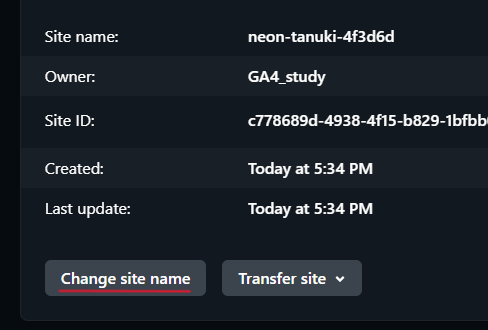 Site name: neon-tanuki-4f3d6d
Owner: GA4_study
Site ID: c778689d-4938-4f15-b829-1bfbb
Created: Today at 5:34 PM
Last update: Today at 5:34 PM
Change site name Transfer site